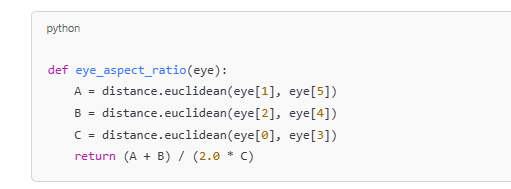 python
def eye_aspect_ratio(eye):
    A = distance.euclidean(eye[1], eye[5])
    B = distance.euclidean(eye[2], eye[4])
    C = distance.euclidean(eye[0], eye[3])
    return (A + B) / (2.0 * C)